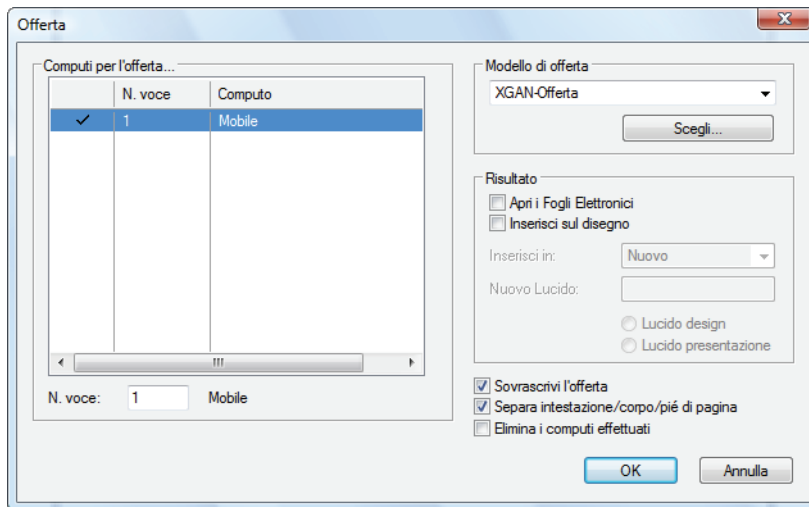 Offerta
Computi per l'offerta...
N. voce
Computo
1
Mobile
N. voce:
1
Mobile
Modello di offerta
XGAN-Offerta
Scegli...
Risultato
Apri i Fogli Elettronici
Inserisci sul disegno
Inserisci in:
Nuovo
Nuovo Lucido:
Lucido design
Lucido presentazione
Sovrascrivi l'offerta
Separa intestazione/corpo/pié di pagina
Elimina i computi effettuati
OK
Annulla